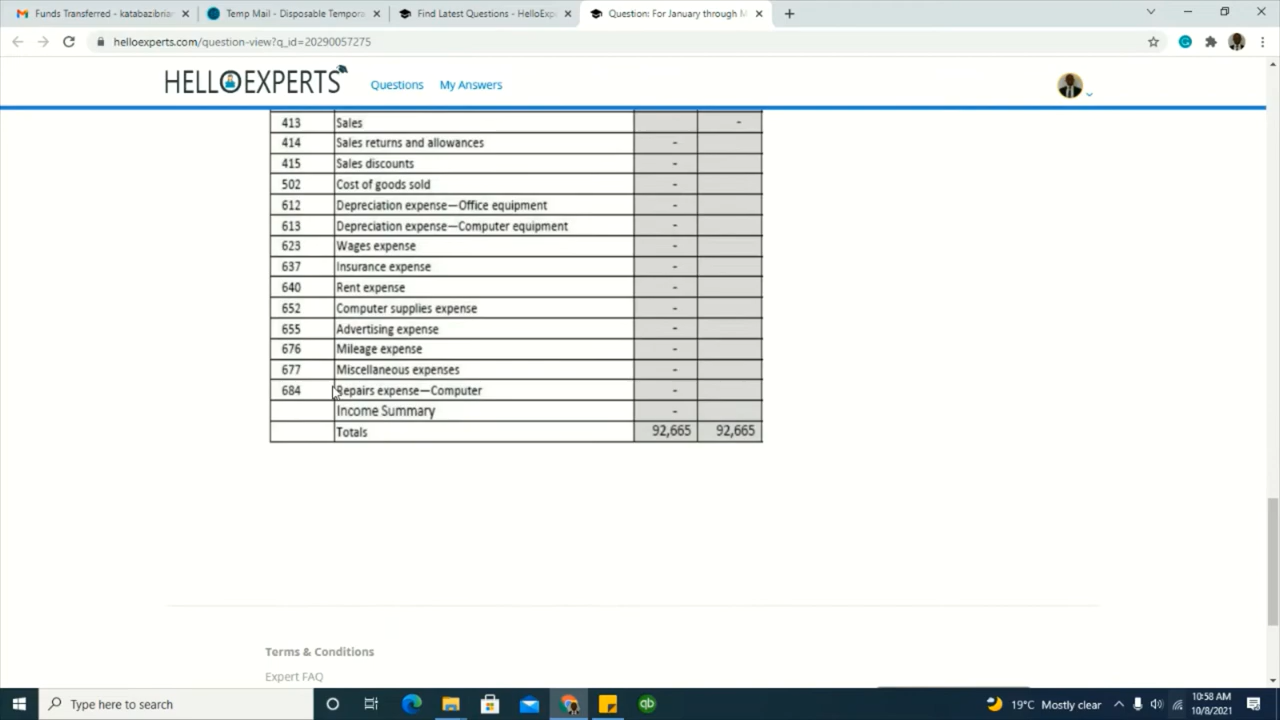 Funds Transferred - katabazibria
Temp Mail - Disposable Tempora
Find Latest Questions - HelloExp
Question: For January through M
helloexperts.com/question-view?q_id=20290057275
HELLOEXPERTS
Questions
My Answers
413 Sales -
414 Sales returns and allowances -
415 Sales discounts -
502 Cost of goods sold -
612 Depreciation expense—Office equipment -
613 Depreciation expense—Computer equipment -
623 Wages expense -
637 Insurance expense -
640 Rent expense -
652 Computer supplies expense -
655 Advertising expense -
676 Mileage expense -
677 Miscellaneous expenses -
684 Repairs expense—Computer -
Income Summary -
Totals 92,665 92,665
Terms & Conditions
Expert FAQ
Type here to search
qb
19°C Mostly clear
10:58 AM
10/8/2021